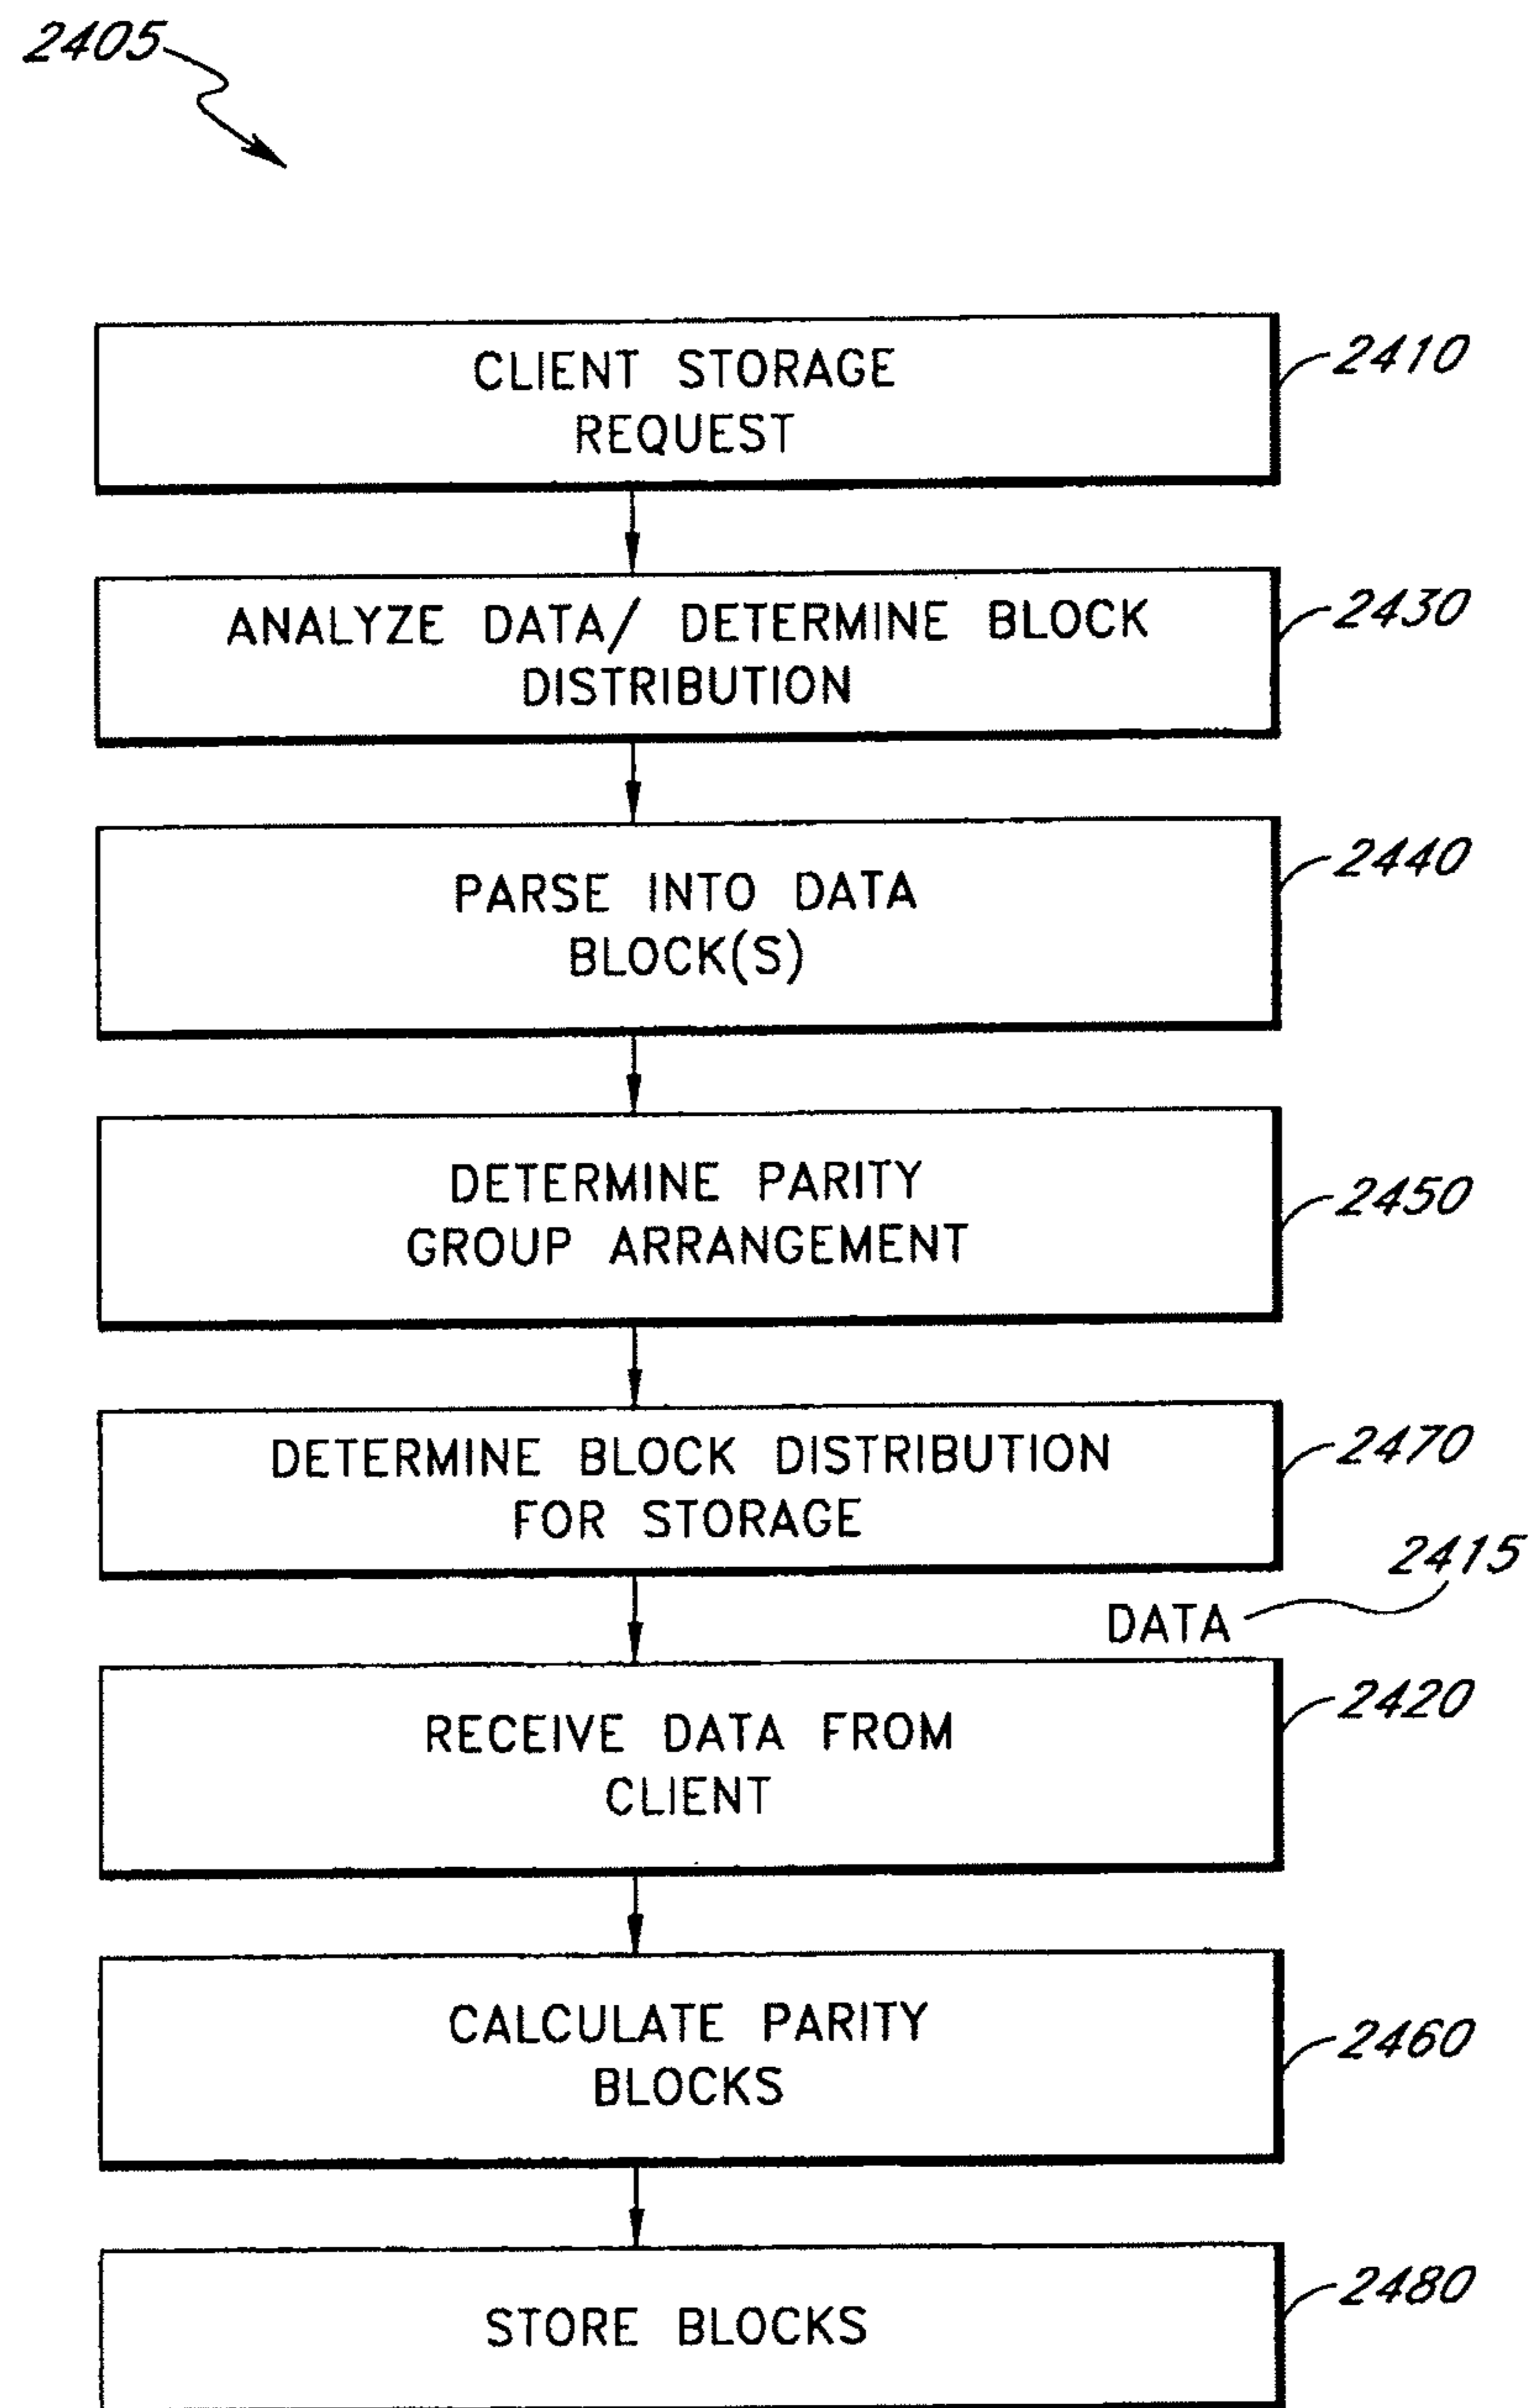 2405
CLIENT STORAGE
REQUEST
2410
ANALYZE DATA/ DETERMINE BLOCK
DISTRIBUTION
2430
PARSE INTO DATA
BLOCK(S)
2440
DETERMINE PARITY
GROUP ARRANGEMENT
2450
DETERMINE BLOCK DISTRIBUTION
FOR STORAGE
2470
2415
DATA
RECEIVE DATA FROM
CLIENT
2420
CALCULATE PARITY
BLOCKS
2460
STORE BLOCKS
2480